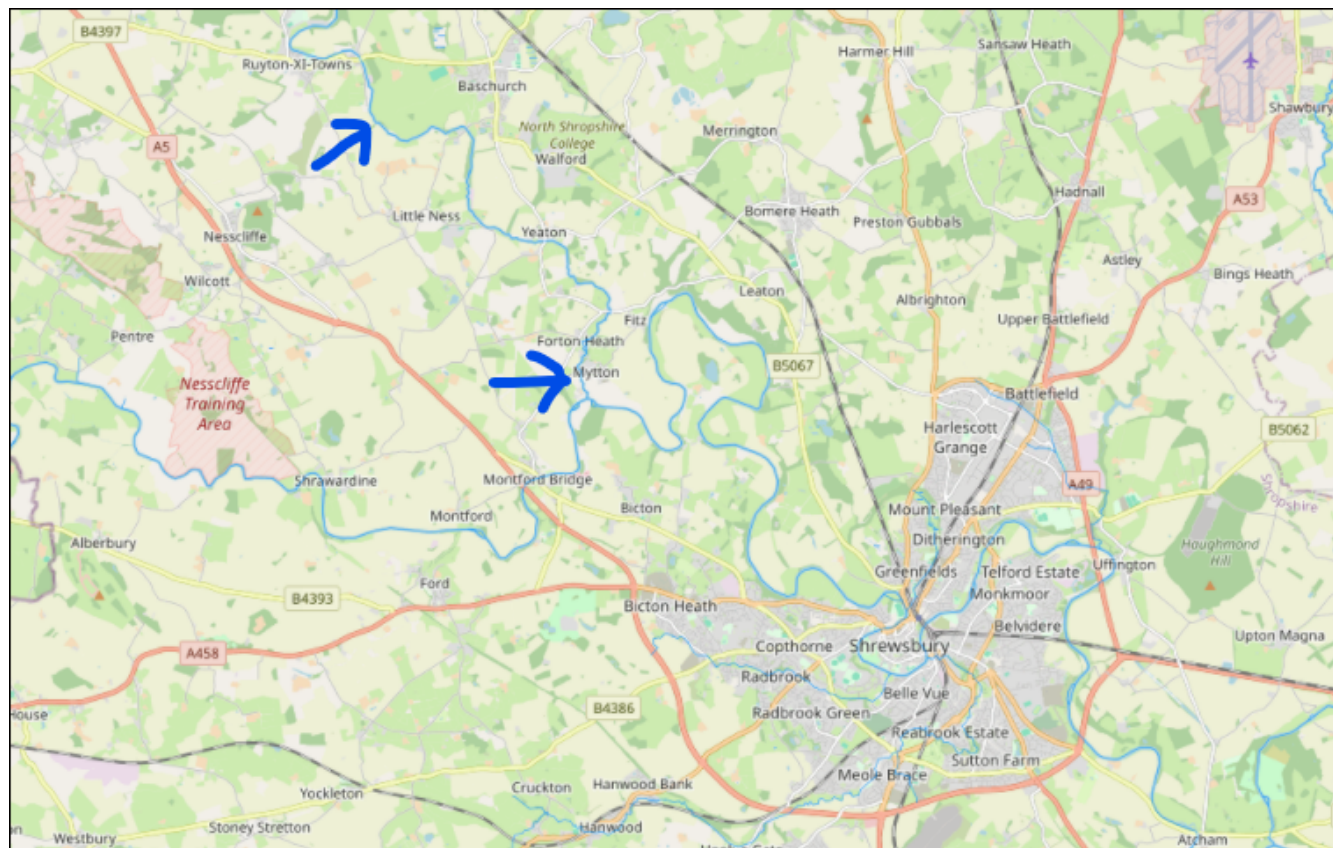 B4397
Sansaw Heath
Harmer Hill
Ruyton-XI-Towns
Baschurch
Shawbury
North Shropshire
College
Merrington
A5
Walford
Hadnall
A53
Little Ness
Bomere Heath
Preston Gubbals
Nesscliffe
Yeaton
Astley
Bings Heath
Wilcott
Leaton
Albrighton
Fitz
Upper Battlefield
Pentre
Forton Heath
Mytton
B5067
Nesscliffe
Training
Area
Battlefield
Harlescott
Grange
B5062
Shrawardine
Montford Bridge
A49
Shropshire
Bicton
Mount Pleasant
Montford
Ditherington
Alberbury
Haughmond
Hill
Uffington
Ford
Greenfields
Telford Estate
Monkmoor
B4393
Bicton Heath
Belvidere
Copthorne
Shrewsbury
Upton Magna
A458
Radbrook
Belle Vue
B4386
Radbrook Green
House
Reabrook Estate
Sutton Farm
Meole Brace
Hanwood Bank
Cruckton
Yockleton
Stoney Stretton
Hanwood
Westbury
Atcham